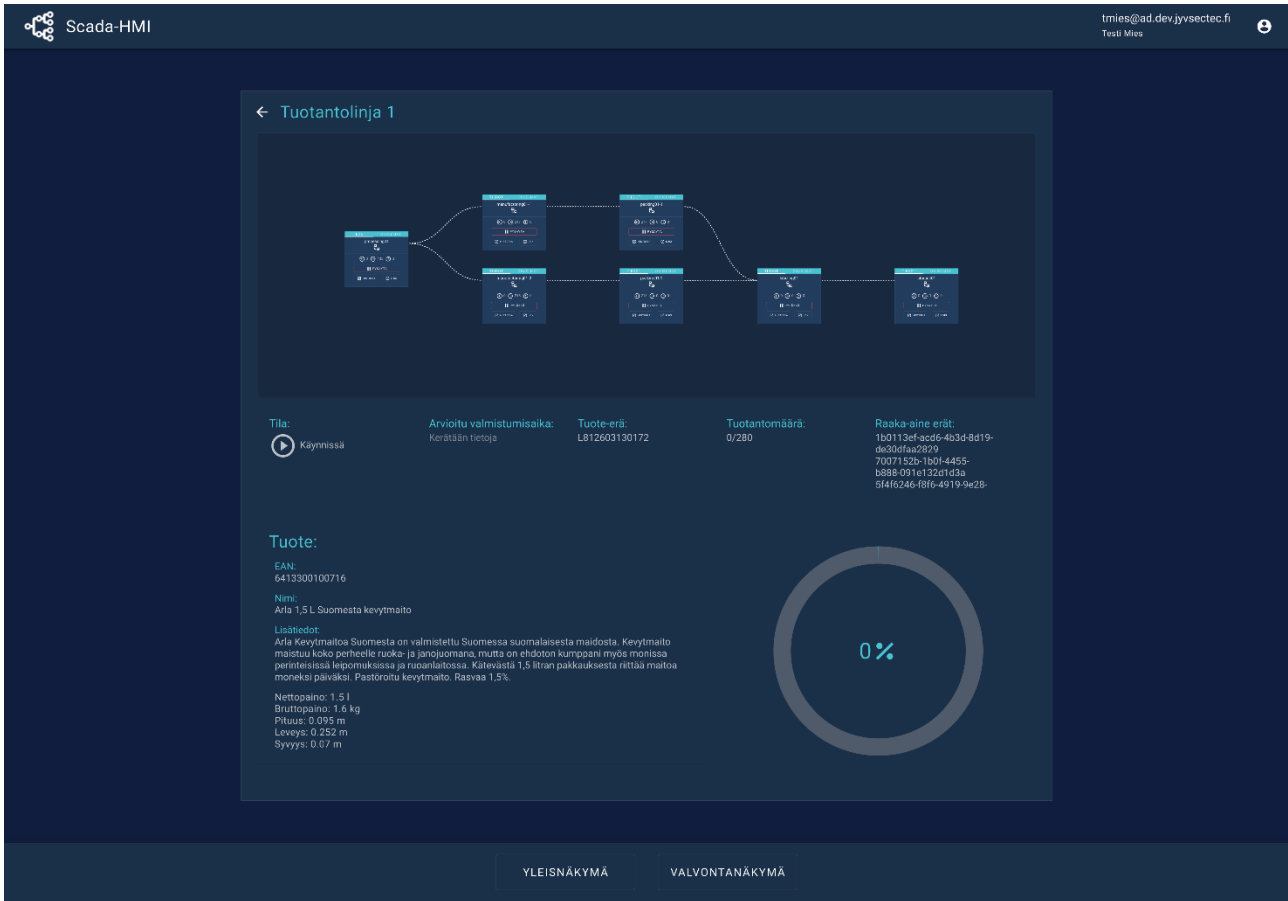 Scada-HMI
tmies@ad.dev.jyvsectec.fi
Testi Mies
Tuotantolinja 1
Tila:
Käynnissä
Arvioitu valmistumisaika:
Kerätään tietoja
Tuote-erä:
L812603130172
Tuotantomäärä:
0/280
Raaka-aine erät:
1b0113ef-acd6-4b3d-8d19-
de30dfaa2829
7007152b-1b0f-4455-
b888-091e132d1d3a
5f4f6246-f8f6-4919-9e28-
Tuote:
EAN:
6413300100716
Nimi:
Arla 1,5 L Suomesta kevytmaito
Lisätiedot:
Arla Kevytmaitoa Suomesta on valmistettu Suomessa suomalaisesta maidosta. Kevytmaito
maistuu koko perheelle ruoka- ja janojuomana, mutta on ehdoton kumppani myös monissa
perinteisissä leipomuksissa ja ruoanlaitossa. Kätevästä 1,5 litran pakkauksesta riittää maitoa
moneksi päiväksi. Pastöroitu kevytmaito. Rasvaa 1,5%.
Nettopaino: 1.5 l
Bruttopaino: 1.6 kg
Pituus: 0.095 m
Leveys: 0.252 m
Syvyys: 0.07 m
0 %
YLEISNÄKYMÄ
VALVONTANÄKYMÄ